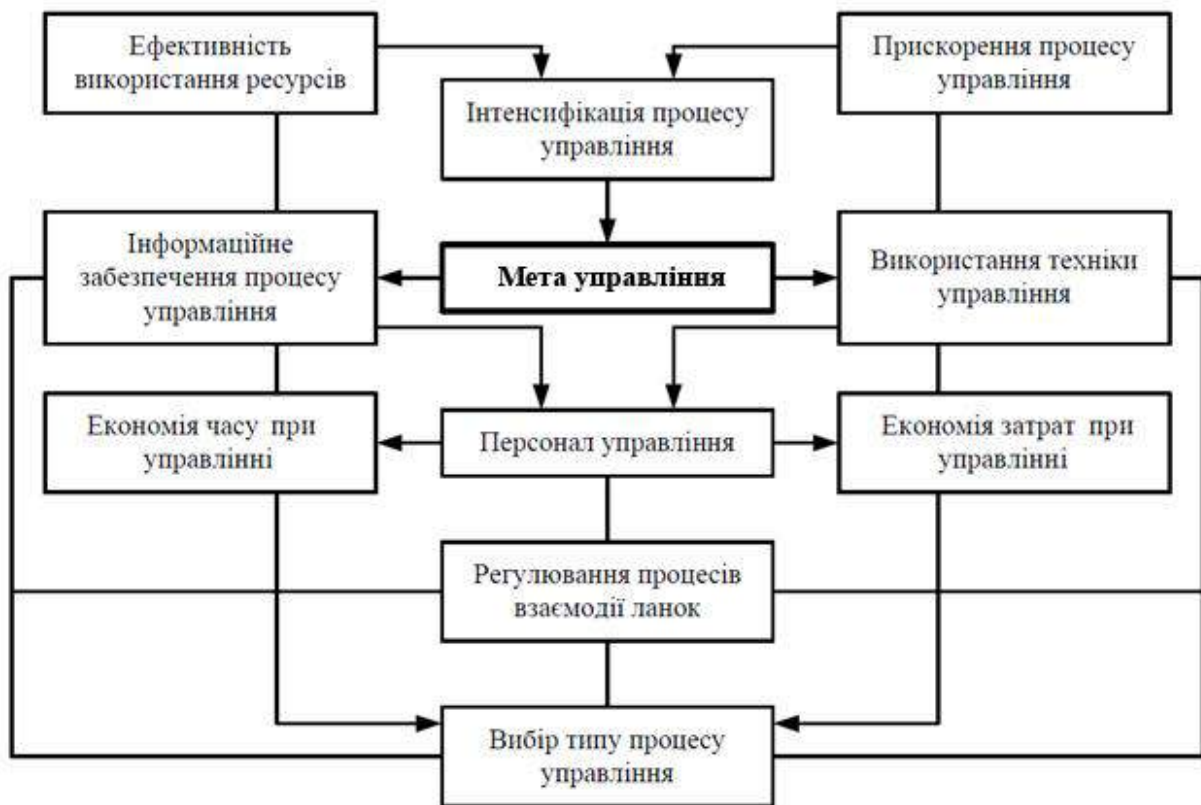 Ефективність
використання ресурсів
Прискорення процесу
управління
Інтенсифікація процесу
управління
Інформаційне
забезпечення процесу
управління
Мета управління
Використання техніки
управління
Економія часу при
управлінні
Персонал управління
Економія затрат при
управлінні
Регулювання процесів
взаємодії ланок
Вибір типу процесу
управління